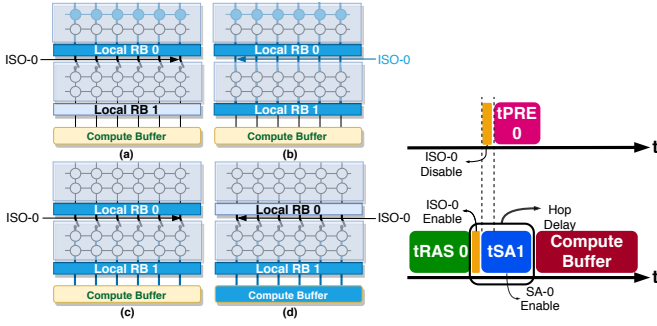 Local RB 0
ISO-0
Local RB 1
Compute Buffer
(a)
Local RB 0
ISO-0
Local RB 1
Compute Buffer
(b)
Local RB 0
ISO-0
Local RB 1
Compute Buffer
(c)
Local RB 0
ISO-0
Local RB 1
Compute Buffer
(d)
tPRE
0
t
ISO-0
Disable
ISO-0
Enable
Hop
Delay
tRAS 0
tSA1
Compute
Buffer
t
SA-0
Enable